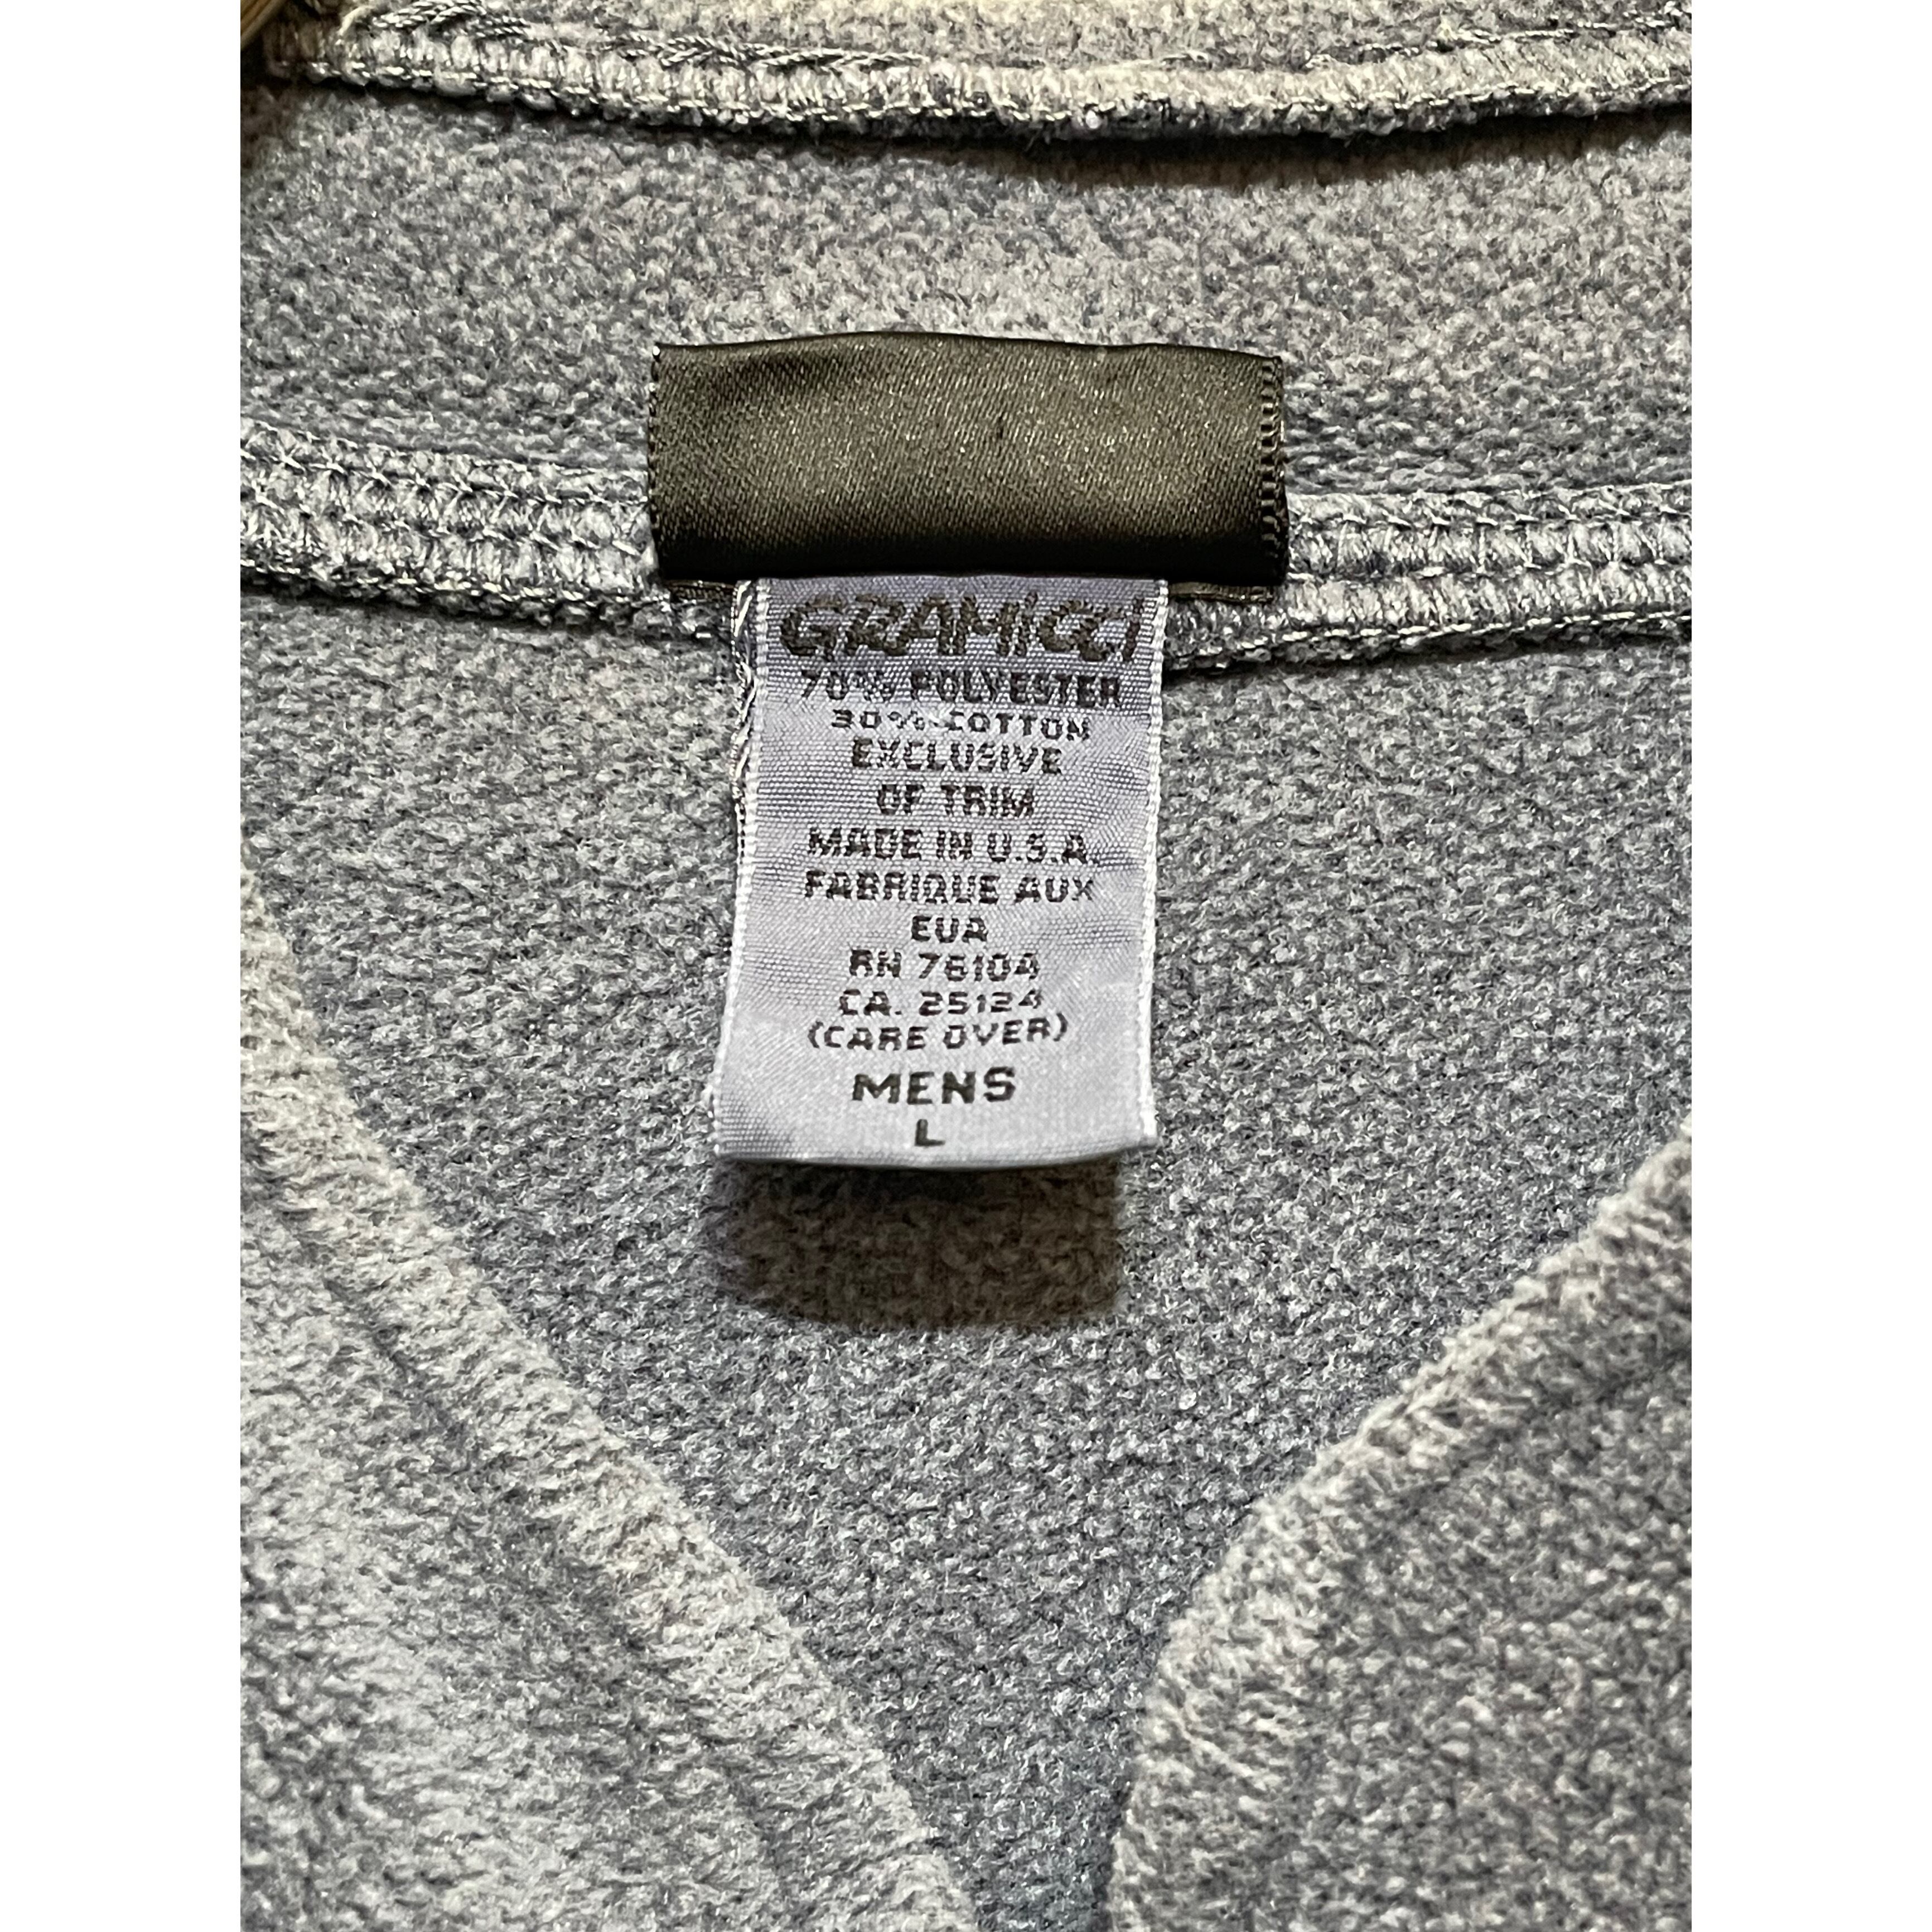 GRAMiCCi
70% POLYESTER
30% COTTON
EXCLUSIVE
OF TRIM
MADE IN U.S.A.
FABRIQUE AUX
EUA
RN 76104
CA. 25124
(CARE OVER)
MENS
L